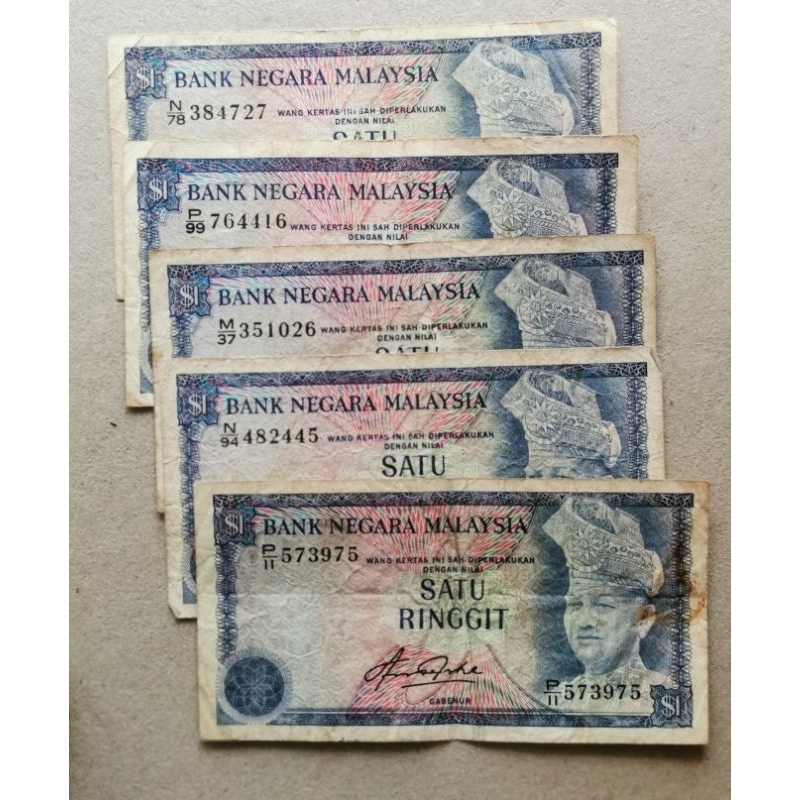 $1 BANK NEGARA MALAYSIA
N/78 384727 WANG KERTAS INI SAH DIPERLAKUKAN
DENGAN NILAI
SATU
$1 BANK NEGARA MALAYSIA
P/99 764416 WANG KERTAS INI SAH DIPERLAKUKAN
DENGAN NILAI
$1 BANK NEGARA MALAYSIA
M/37 351026 WANG KERTAS INI SAH DIPERLAKUKAN
DENGAN NILAI
SATU
$1 BANK NEGARA MALAYSIA
N/94 482445 WANG KERTAS INI SAH DIPERLAKUKAN
DENGAN NILAI
SATU
$1 BANK NEGARA MALAYSIA
P/11 573975 WANG KERTAS INI SAH DIPERLAKUKAN
DENGAN NILAI
SATU
RINGGIT
GABENUR
P/11 573975
$1